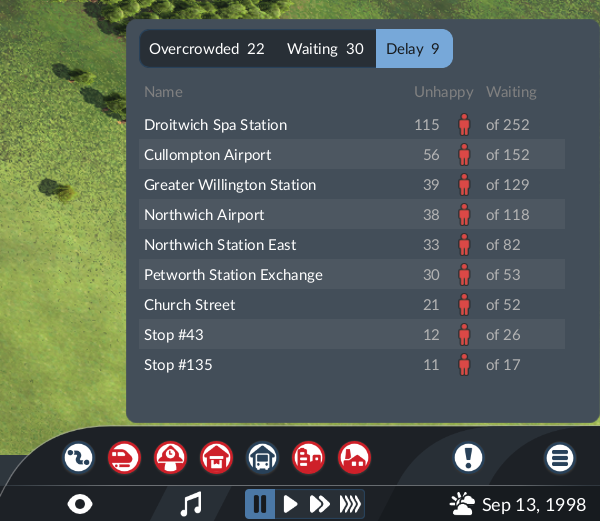 Overcrowded 22 Waiting 30 Delay 9
Name Unhappy Waiting
Droitwich Spa Station 115 of 252
Cullompton Airport 56 of 152
Greater Willington Station 39 of 129
Northwich Airport 38 of 118
Northwich Station East 33 of 82
Petworth Station Exchange 30 of 53
Church Street 21 of 52
Stop #43 12 of 26
Stop #135 11 of 17
Sep 13, 1998